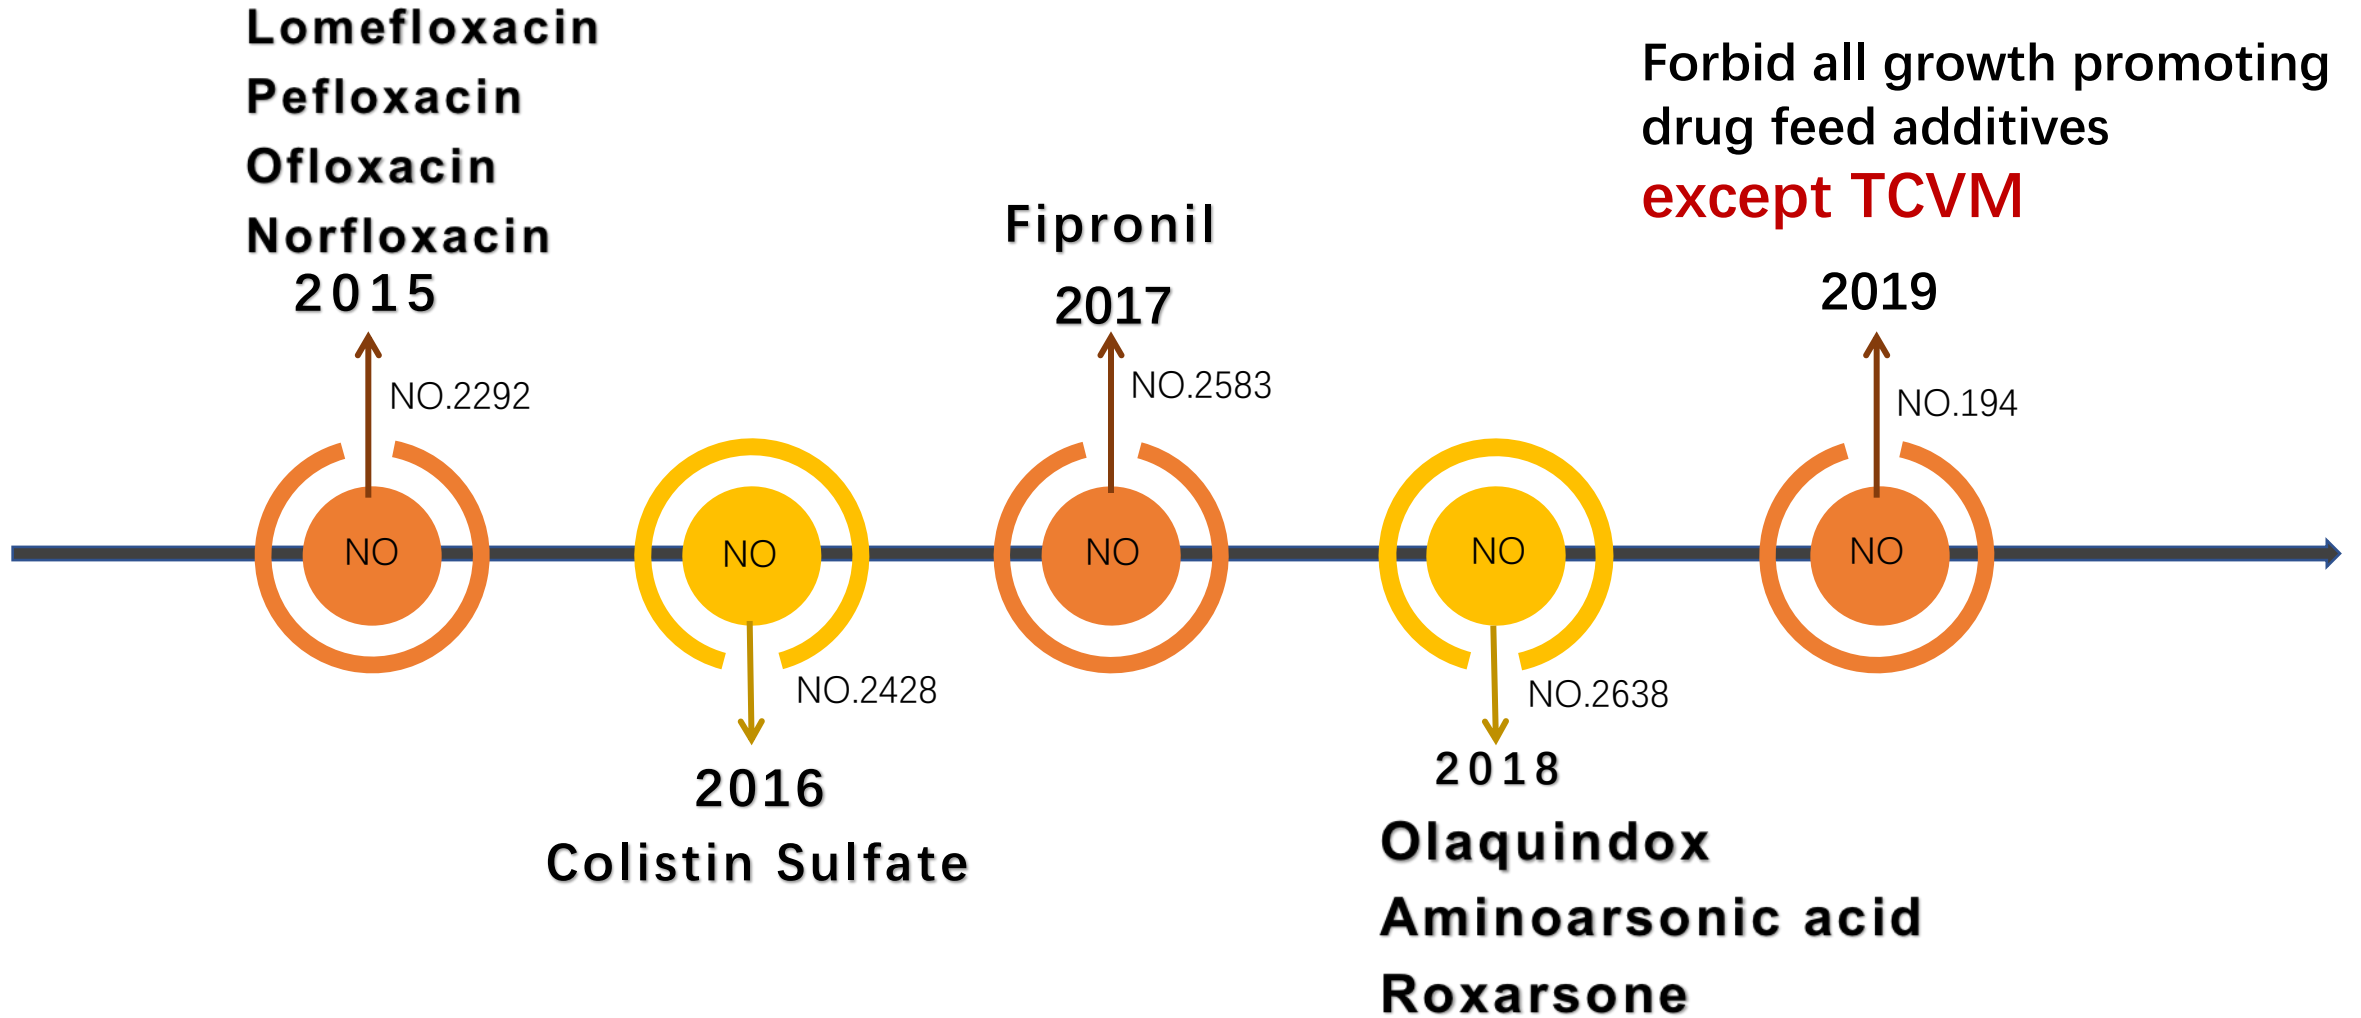 Lomefloxacin
Pefloxacin
Ofloxacin
Norfloxacin
2015
NO.2292
NO
NO
NO.2428
2016
Colistin Sulfate
Fipronil
2017
NO.2583
NO
NO
NO.2638
2018
Olaquindox
Aminoarsonic acid
Roxarsone
Forbid all growth promoting
drug feed additives
except TCVM
2019
NO.194
NO